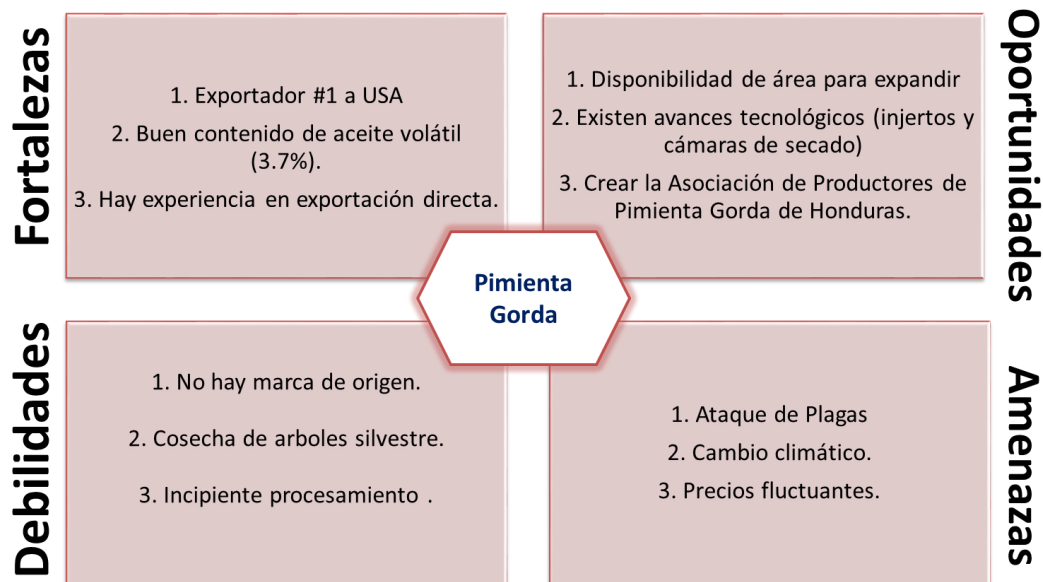 Fortalezas
1. Exportador #1 a USA
2. Buen contenido de aceite volátil
(3.7%).
3. Hay experiencia en exportación directa.
Oportunidades
1. Disponibilidad de área para expandir
2. Existen avances tecnológicos (injertos y
cámaras de secado)
3. Crear la Asociación de Productores de
Pimienta Gorda de Honduras.
Pimienta
Gorda
Debilidades
1. No hay marca de origen.
2. Cosecha de arboles silvestre.
3. Incipiente procesamiento .
Amenazas
1. Ataque de Plagas
2. Cambio climático.
3. Precios fluctuantes.